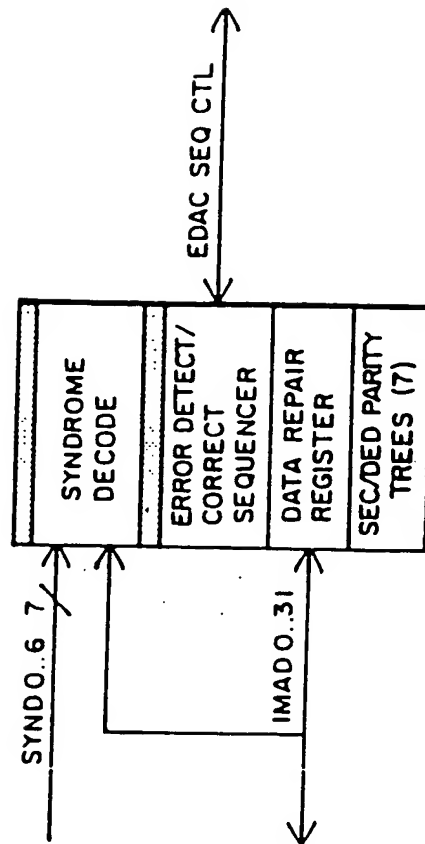 SYND0..6 7
IMAD0..31
SYNDROME
DECODE
ERROR DETECT/
CORRECT
SEQUENCER
DATA REPAIR
REGISTER
SEC/DED PARITY
TREES (7)
EDAC SEQ CTL